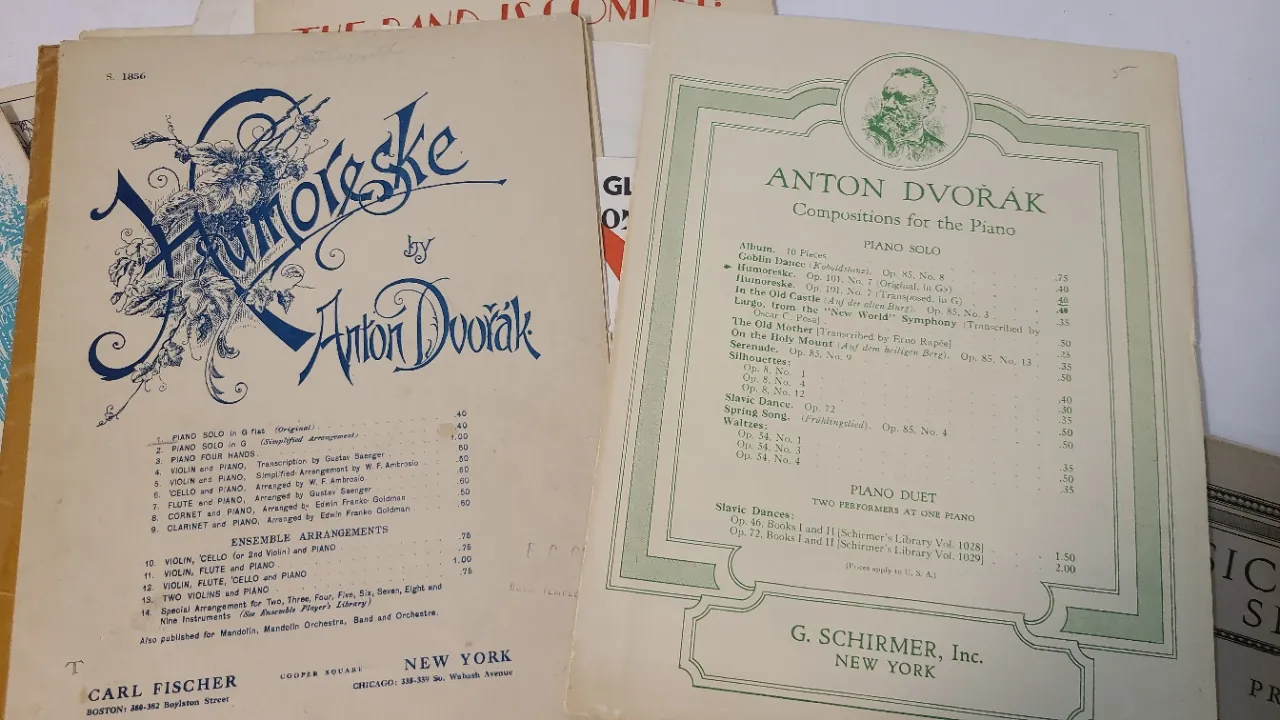 THE BAND IS COMING!
S. 1856
Humoreske
by
Anton Dvořák.
1. PIANO SOLO in G flat (Original) .40
2. PIANO SOLO in G (Simplified Arrangement) .40
3. PIANO FOUR HANDS 1.00
4. VIOLIN and PIANO, Transcription by Gustav Saenger .60
5. VIOLIN and PIANO, Simplified Arrangement by W. F. Ambrosio .60
6. 'CELLO and PIANO, Arranged by W. F. Ambrosio .60
7. FLUTE and PIANO, Arranged by Gustav Saenger .60
8. CORNET and PIANO, Arranged by Edwin Franko Goldman .50
9. CLARINET and PIANO, Arranged by Edwin Franko Goldman .60
ENSEMBLE ARRANGEMENTS
10. VIOLIN, 'CELLO (or 2nd Violin) and PIANO .75
11. VIOLIN, FLUTE and PIANO .75
12. VIOLIN, FLUTE, 'CELLO and PIANO 1.00
13. TWO VIOLINS and PIANO .75
14. Special Arrangement for Two, Three, Four, Five, Six, Seven, Eight and
Nine Instruments (See Ensemble Player's Library)
Also published for Mandolin, Mandolin Orchestra, Band and Orchestra.
T
CARL FISCHER COOPER SQUARE NEW YORK
BOSTON: 380-382 Boylston Street CHICAGO: 335-339 So. Wabash Avenue
GL
ANTON DVOŘÁK
Compositions for the Piano
PIANO SOLO
Album. 10 Pieces .75
Goblin Dance (Koboldstanz). Op. 85, No. 8 .40
Humoreske. Op. 101, No. 7 (Original, in G♭) .40
Humoreske. Op. 101, No. 7 (Transposed, in G) .40
In the Old Castle (Auf der alten Burg). Op. 85, No. 3 .35
Largo, from the "New World" Symphony (Transcribed by
Oscar C. Posa) .50
The Old Mother [Transcribed by Erno Rapée] .25
On the Holy Mount (Auf dem heiligen Berg). Op. 85, No. 13 .35
Serenade. Op. 85, No. 9 .50
Silhouettes:
Op. 8, No. 1 .40
Op. 8, No. 4 .30
Op. 8, No. 12 .35
Slavic Dance. Op. 72 .50
Spring Song. (Frühlingslied). Op. 85, No. 4 .50
Waltzes:
Op. 54, No. 1 .35
Op. 54, No. 3 .50
Op. 54, No. 4 .35
PIANO DUET
TWO PERFORMERS AT ONE PIANO
Slavic Dances:
Op. 46, Books I and II [Schirmer's Library Vol. 1028] 1.50
Op. 72, Books I and II [Schirmer's Library Vol. 1029] 2.00
(Prices apply to U. S. A.)
G. SCHIRMER, Inc.
NEW YORK
SIC
PR